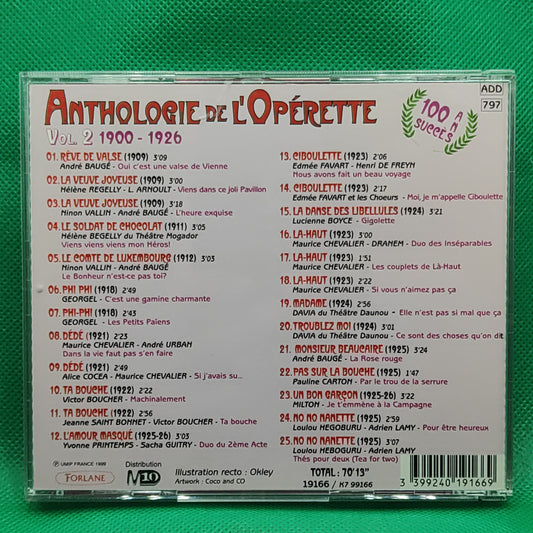 ADD
797
ANTHOLOGIE DE L'OPÉRETTE
VOL. 2 1900 - 1926
100 ANS
SUCCÈS
01. RÊVE DE VALSE (1909) 3'09
André BAUGÉ - Oui c'est une valse de Vienne
02. LA VEUVE JOYEUSE (1909) 3'00
Hélène REGELLY - L. ARNOULT - Viens dans ce joli Pavillon
03. LA VEUVE JOYEUSE (1909) 3'18
Ninon VALLIN - André BAUGÉ - L'heure exquise
04. LE SOLDAT DE CHOCOLAT (1911) 3'05
Hélène BEGELLY du Théâtre Mogador
Viens viens viens mon Héros!
05. LE COMTE DE LUXEMBOURG (1912) 3'03
Ninon VALLIN - André BAUGÉ
Le Bonheur n'est-ce pas toi?
06. PHI PHI (1918) 2'49
GEORGEL - C'est une gamine charmante
07. PHI-PHI (1918) 2'43
GEORGEL - Les Petits Païens
08. DÉDÉ (1921) 2'23
Maurice CHEVALIER - André URBAN
Dans la vie faut pas s'en faire
09. DÉDÉ (1921) 2'49
Alice COCEA - Maurice CHEVALIER - Si j'avais su...
10. TA BOUCHE (1922) 2'22
Victor BOUCHER - Machinalement
11. TA BOUCHE (1922) 2'56
Jeanne SAINT BONNET - Victor BOUCHER - Ta bouche
12. L'AMOUR MASQUÉ (1925-26) 3'03
Yvonne PRINTEMPS - Sacha GUITRY - Duo du 2ème Acte
13. CIBOULETTE (1923) 2'06
Edmée FAVART - Henri DE FREYN
Nous avons fait un beau voyage
14. CIBOULETTE (1923) 2'17
Edmée FAVART et les Choeurs - Moi, je m'appelle Ciboulette
15. LA DANSE DES LIBELLULES (1924) 3'21
Lucienne BOYCE - Gigolette
16. LA-HAUT (1923) 3'00
Maurice CHEVALIER - DRANEM - Duo des Inséparables
17. LA-HAUT (1923) 1'51
Maurice CHEVALIER - Les couplets de Là-Haut
18. LA-HAUT (1923) 2'22
Maurice CHEVALIER - Si vous n'aimez pas ça
19. MADAME (1924) 2'56
DAVIA du Théâtre Daunou - Elle n'est pas si mal que ça
20. TROUBLEZ MOI (1924) 3'01
DAVIA du Théâtre Daunou - Ce sont des choses qu'on dit
21. MONSIEUR BEAUCAIRE (1925) 3'24
André BAUGÉ - La Rose rouge
22. PAS SUR LA BOUCHE (1925) 1'47
Pauline CARTON - Par le trou de la serrure
23. UN BON GARÇON (1925-26) 3'12
MILTON - Je t'emmène à la Campagne
24. NO NO NANETTE (1925) 2'59
Loulou HEGOBURU - Adrien LAMY - Pour être heureux
25. NO NO NANETTE (1925) 3'07
Loulou HEBOGURU - Adrien LAMY -
Thés pour deux (Tea for two)
℗ UMIP FRANCE 1999
FORLANE
Distribution
M10
Illustration recto : Okley
Artwork : Coco and CO
TOTAL : 70'13"
19166 / K7 99166
3 399240 191669